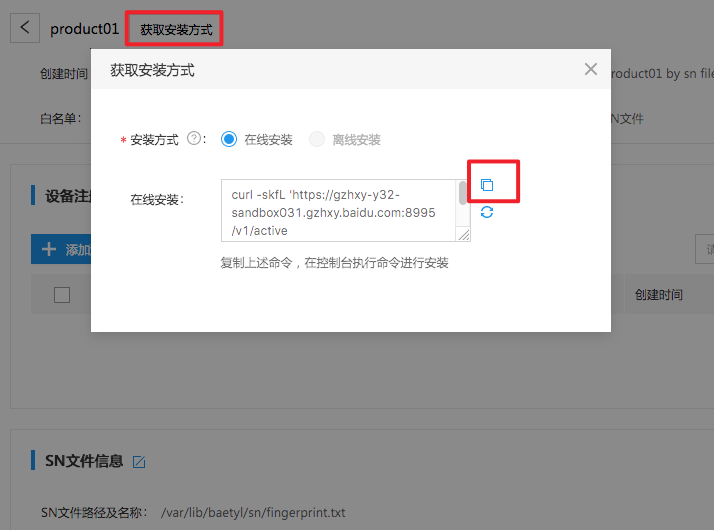 product01 获取安装方式
获取安装方式
创建时间
roduct01 by sn file
白名单:
N文件
* 安装方式 ? : 在线安装 离线安装
设备注
在线安装:
curl -skfL 'https://gzhxy-y32-
sandbox031.gzhxy.baidu.com:8995
/v1/active
添加
请
复制上述命令，在控制台执行命令进行安装
创建时间
SN文件信息
SN文件路径及名称: /var/lib/baetyl/sn/fingerprint.txt